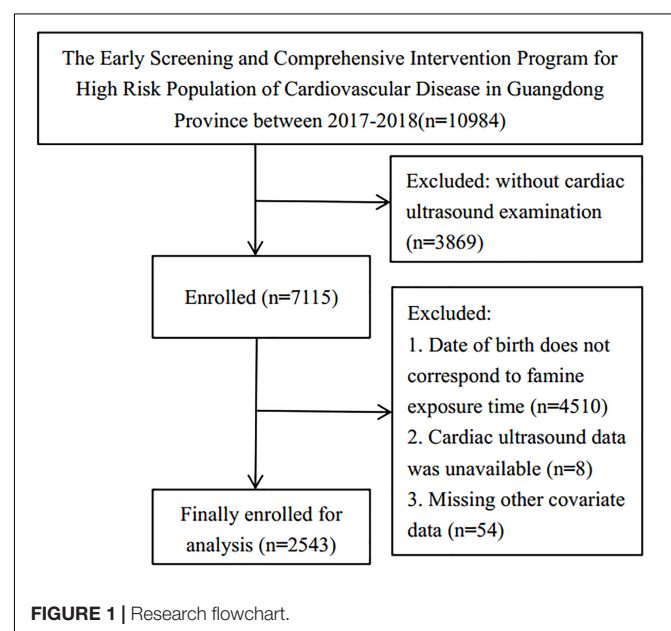 The Early Screening and Comprehensive Intervention Program for
High Risk Population of Cardiovascular Disease in Guangdong
Province between 2017-2018(n=10984)
Excluded: without cardiac
ultrasound examination
(n=3869)
Enrolled (n=7115)
Excluded:
1. Date of birth does not
correspond to famine
exposure time (n=4510)
2. Cardiac ultrasound data
was unavailable (n=8)
3. Missing other covariate
data (n=54)
Finally enrolled for
analysis (n=2543)
FIGURE 1 | Research flowchart.